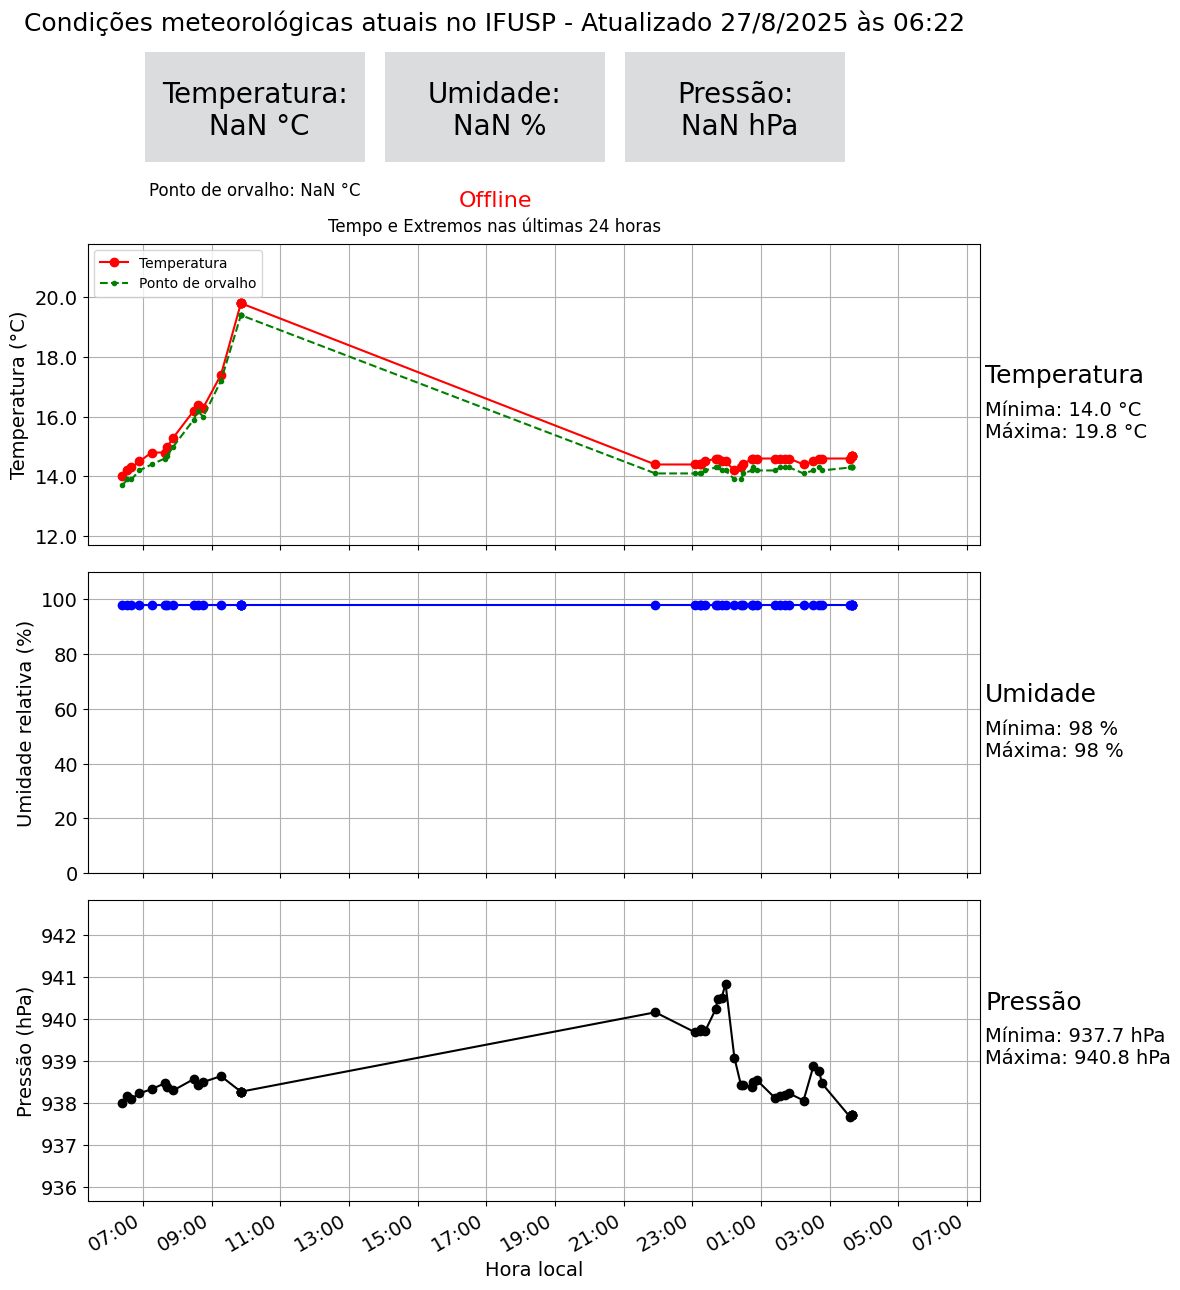 Condições meteorológicas atuais no IFUSP - Atualizado 27/8/2025 às 06:22
Temperatura:
NaN °C
Umidade:
NaN %
Pressão:
NaN hPa
Ponto de orvalho: NaN °C
Offline
Tempo e Extremos nas últimas 24 horas
Temperatura
Ponto de orvalho
Temperatura (°C)
20.0
18.0
16.0
14.0
12.0
Temperatura
Mínima: 14.0 °C
Máxima: 19.8 °C
Umidade relativa (%)
100
80
60
40
20
0
Umidade
Mínima: 98 %
Máxima: 98 %
Pressão (hPa)
942
941
940
939
938
937
936
Pressão
Mínima: 937.7 hPa
Máxima: 940.8 hPa
07:00 09:00 11:00 13:00 15:00 17:00 19:00 21:00 23:00 01:00 03:00 05:00 07:00
Hora local